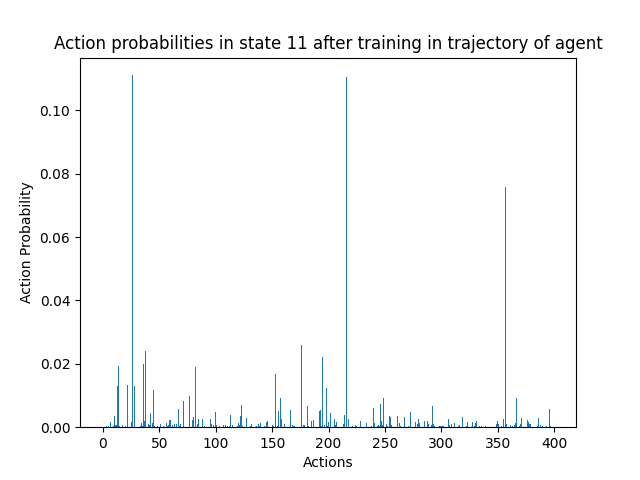 Action probabilities in state 11 after training in trajectory of agent
0.10
0.08
0.06
0.04
0.02
0.00
Action Probability
0 50 100 150 200 250 300 350 400
Actions